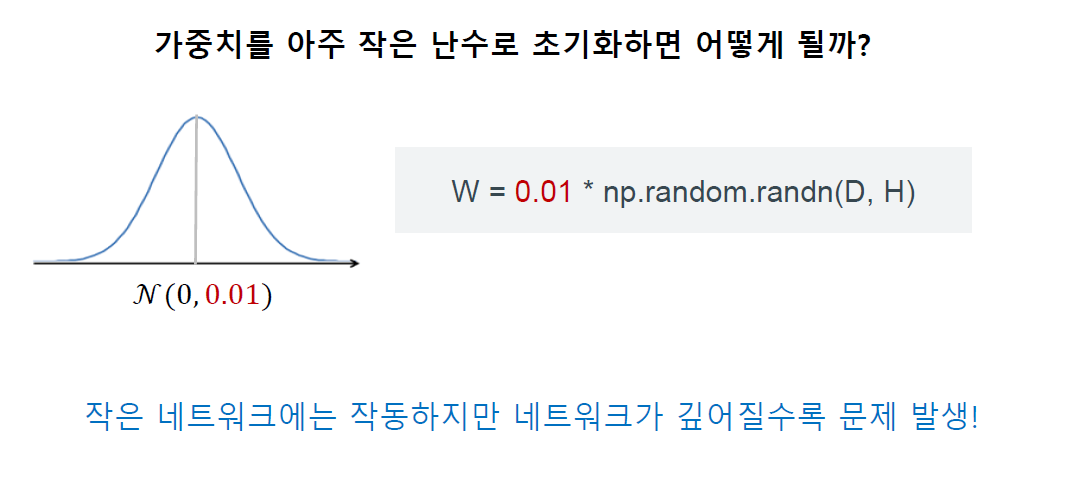 가중치를 아주 작은 난수로 초기화하면 어떻게 될까?
W = 0.01 * np.random.randn(D, H)
𝒩(0, 0.01)
작은 네트워크에는 작동하지만 네트워크가 깊어질수록 문제 발생!